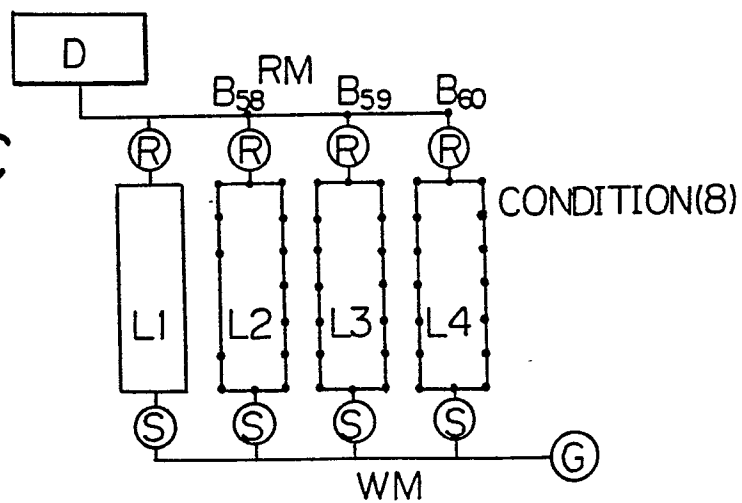 D
RM
B58 B59 B60
R R R R
CONDITION(8)
L1 L2 L3 L4
S S S S
G
WM